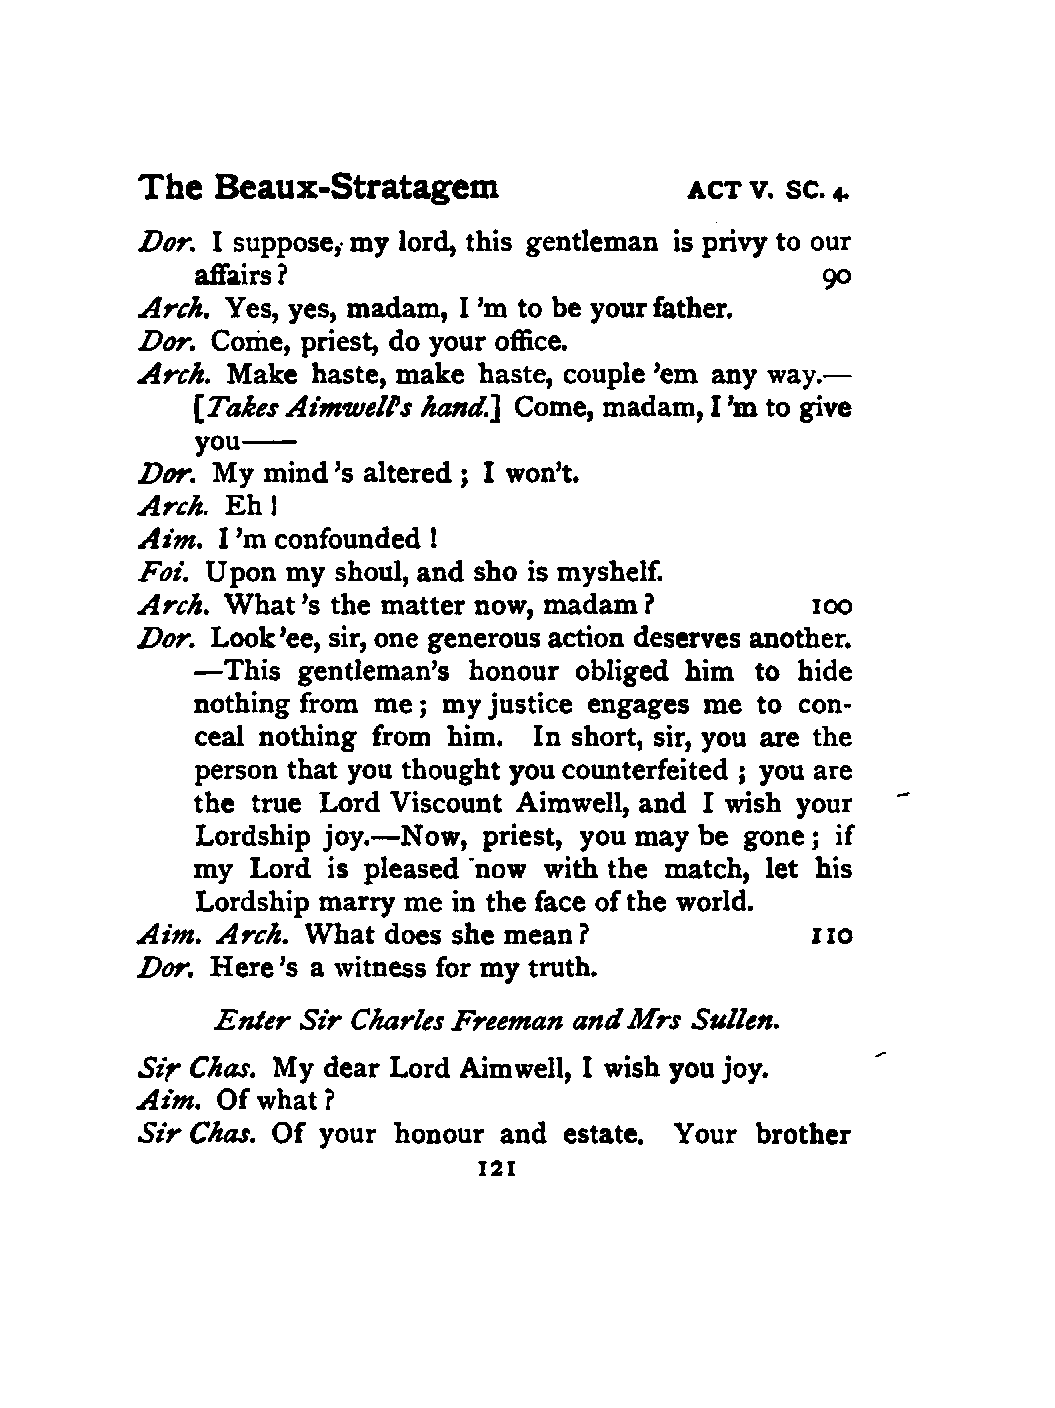 The Beaux-Stratagem ACT V. SC. 4.
Dor. I suppose, my lord, this gentleman is privy to our
affairs? 90
Arch. Yes, yes, madam, I 'm to be your father.
Dor. Come, priest, do your office.
Arch. Make haste, make haste, couple 'em any way.—
[Takes Aimwell's hand.] Come, madam, I 'm to give
you——
Dor. My mind 's altered; I won't.
Arch. Eh!
Aim. I 'm confounded!
Foi. Upon my shoul, and sho is myshelf.
Arch. What 's the matter now, madam? 100
Dor. Look 'ee, sir, one generous action deserves another.
—This gentleman's honour obliged him to hide
nothing from me; my justice engages me to con-
ceal nothing from him. In short, sir, you are the
person that you thought you counterfeited; you are
the true Lord Viscount Aimwell, and I wish your
Lordship joy.—Now, priest, you may be gone; if
my Lord is pleased now with the match, let his
Lordship marry me in the face of the world.
Aim. Arch. What does she mean? 110
Dor. Here 's a witness for my truth.
Enter Sir Charles Freeman and Mrs Sullen.
Sir Chas. My dear Lord Aimwell, I wish you joy.
Aim. Of what?
Sir Chas. Of your honour and estate. Your brother
121